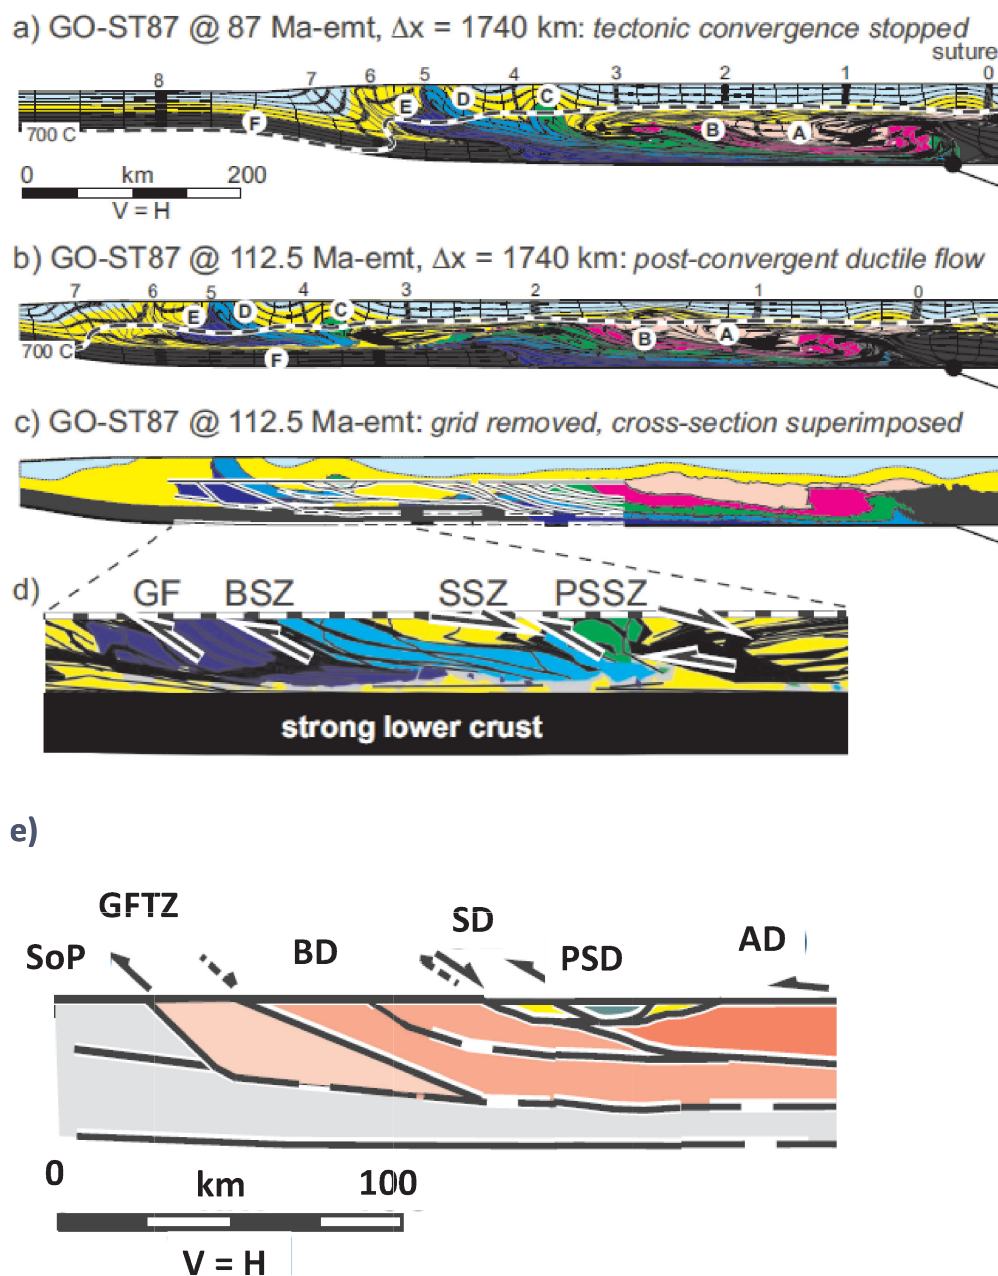 a) GO-ST87 @ 87 Ma-emt, Δx = 1740 km: tectonic convergence stopped
suture
8 7 6 5 4 3 2 1 0
E D C
F B A
700 C
0 km 200
V = H
b) GO-ST87 @ 112.5 Ma-emt, Δx = 1740 km: post-convergent ductile flow
7 6 5 4 3 2 1 0
E D C
B A
700 C
F
c) GO-ST87 @ 112.5 Ma-emt: grid removed, cross-section superimposed
d)
GF BSZ SSZ PSSZ
strong lower crust
e)
GFTZ
SoP BD SD PSD AD
0 km 100
V = H